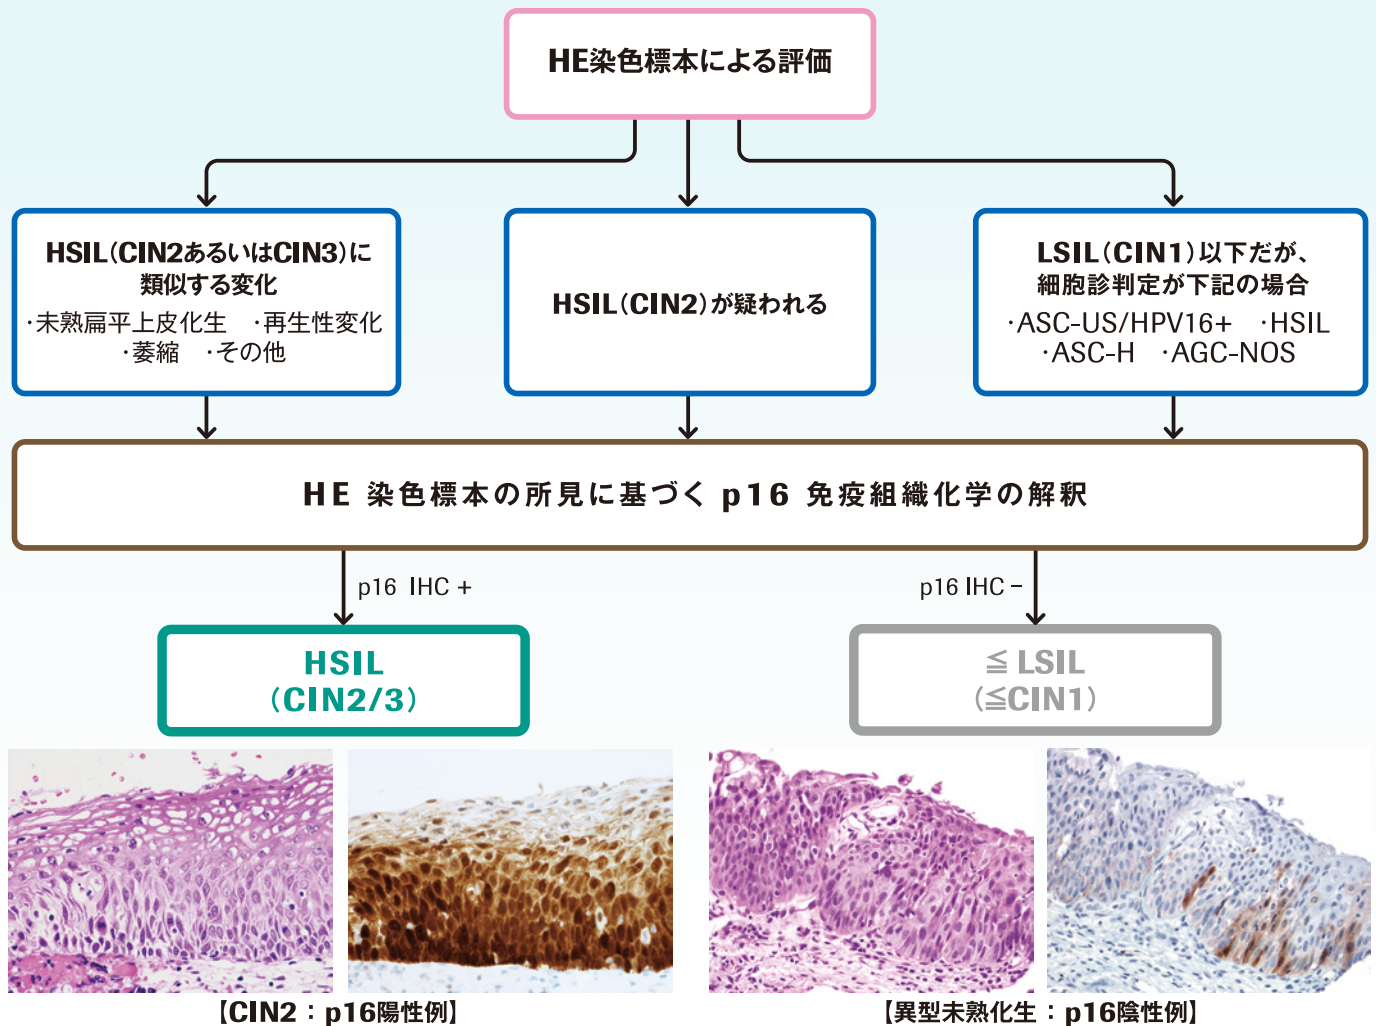 HE染色標本による評価
HSIL(CIN2あるいはCIN3)に
類似する変化
・未熟扁平上皮化生 ・再生性変化
・萎縮 ・その他
HSIL(CIN2)が疑われる
LSIL(CIN1)以下だが、
細胞診判定が下記の場合
・ASC-US/HPV16+ ・HSIL
・ASC-H ・AGC-NOS
HE 染色標本の所見に基づく p16 免疫組織化学の解釈
p16 IHC +
p16 IHC −
HSIL
(CIN2/3)
≦ LSIL
(≦CIN1)
【CIN2：p16陽性例】
【異型未熟化生：p16陰性例】